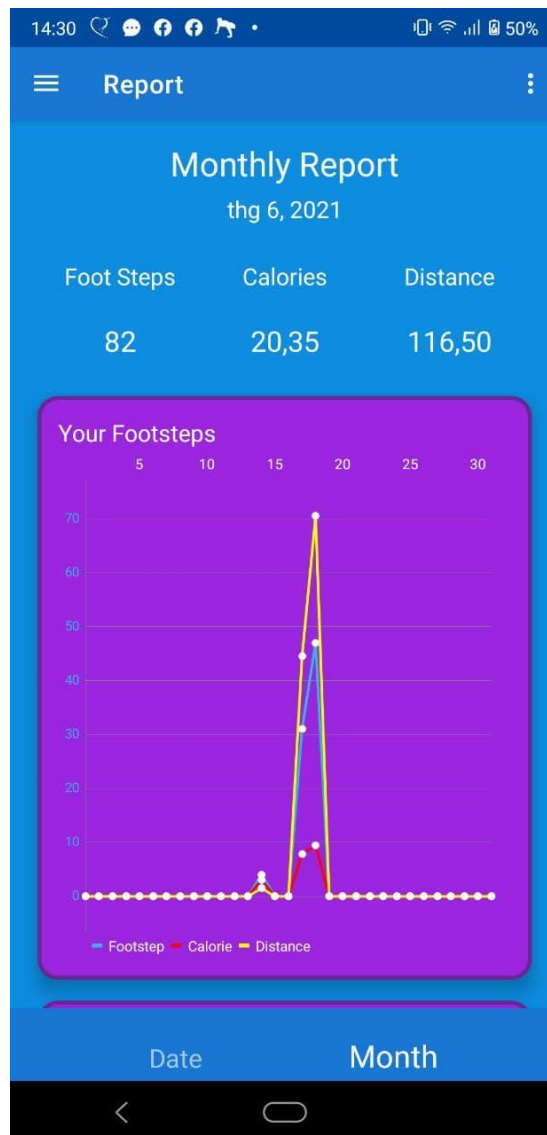 14:30 50%
Report
Monthly Report
thg 6, 2021
Foot Steps Calories Distance
82 20,35 116,50
Your Footsteps
5 10 15 20 25 30
70
60
50
40
30
20
10
0
Footstep Calorie Distance
Date Month